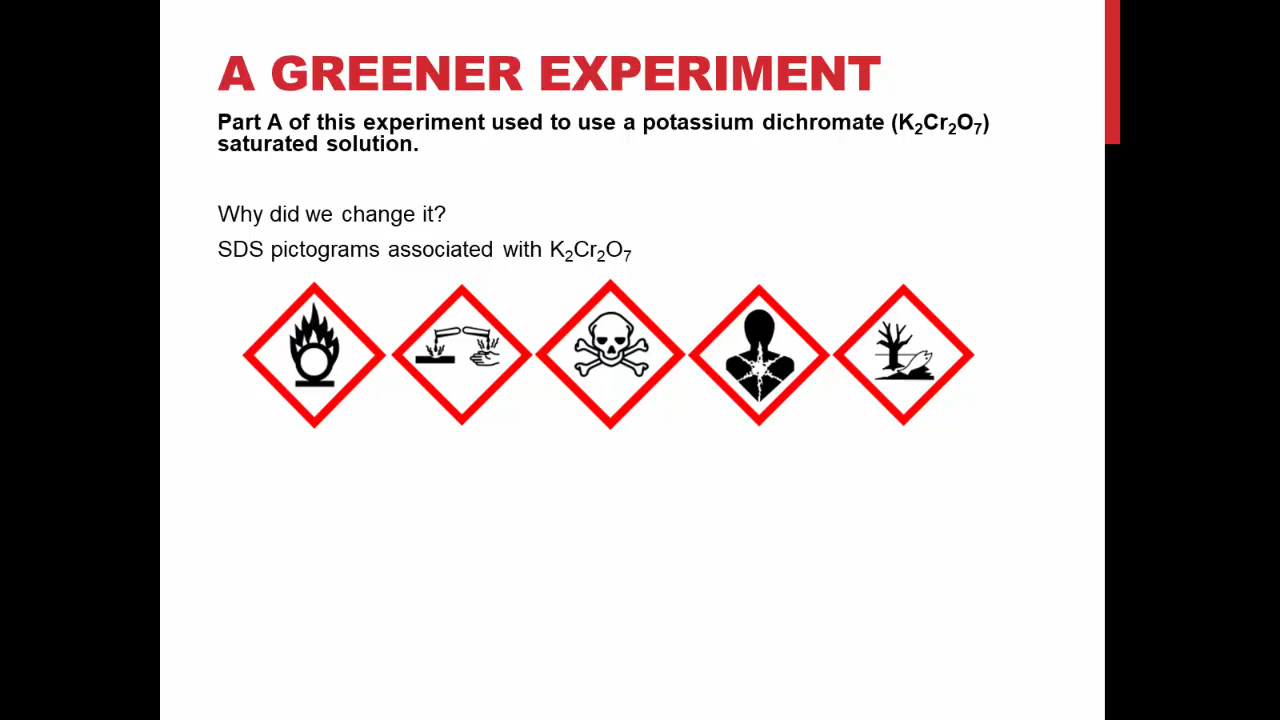 A GREENER EXPERIMENT
Part A of this experiment used to use a potassium dichromate (K₂Cr₂O₇)
saturated solution.
Why did we change it?
SDS pictograms associated with K₂Cr₂O₇